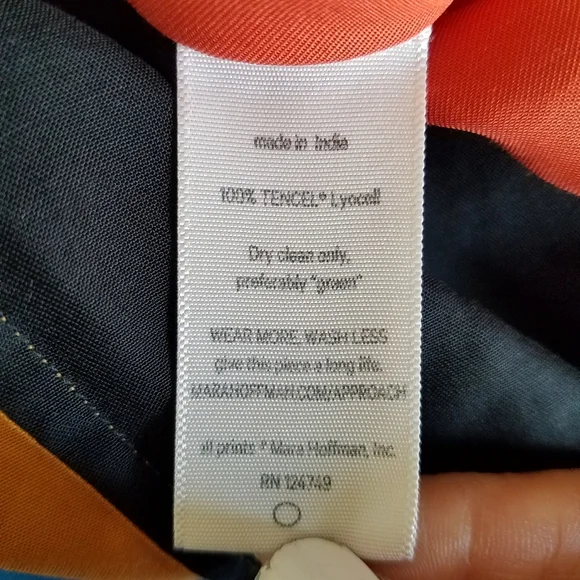 made in India
100% TENCEL® Lyocell
Dry clean only,
preferably "green"
WEAR MORE, WASH LESS
give this piece a long life.
MARAHOFFMAN.COM/APPROACH
all prints ® Mara Hoffman, Inc.
RN 124749